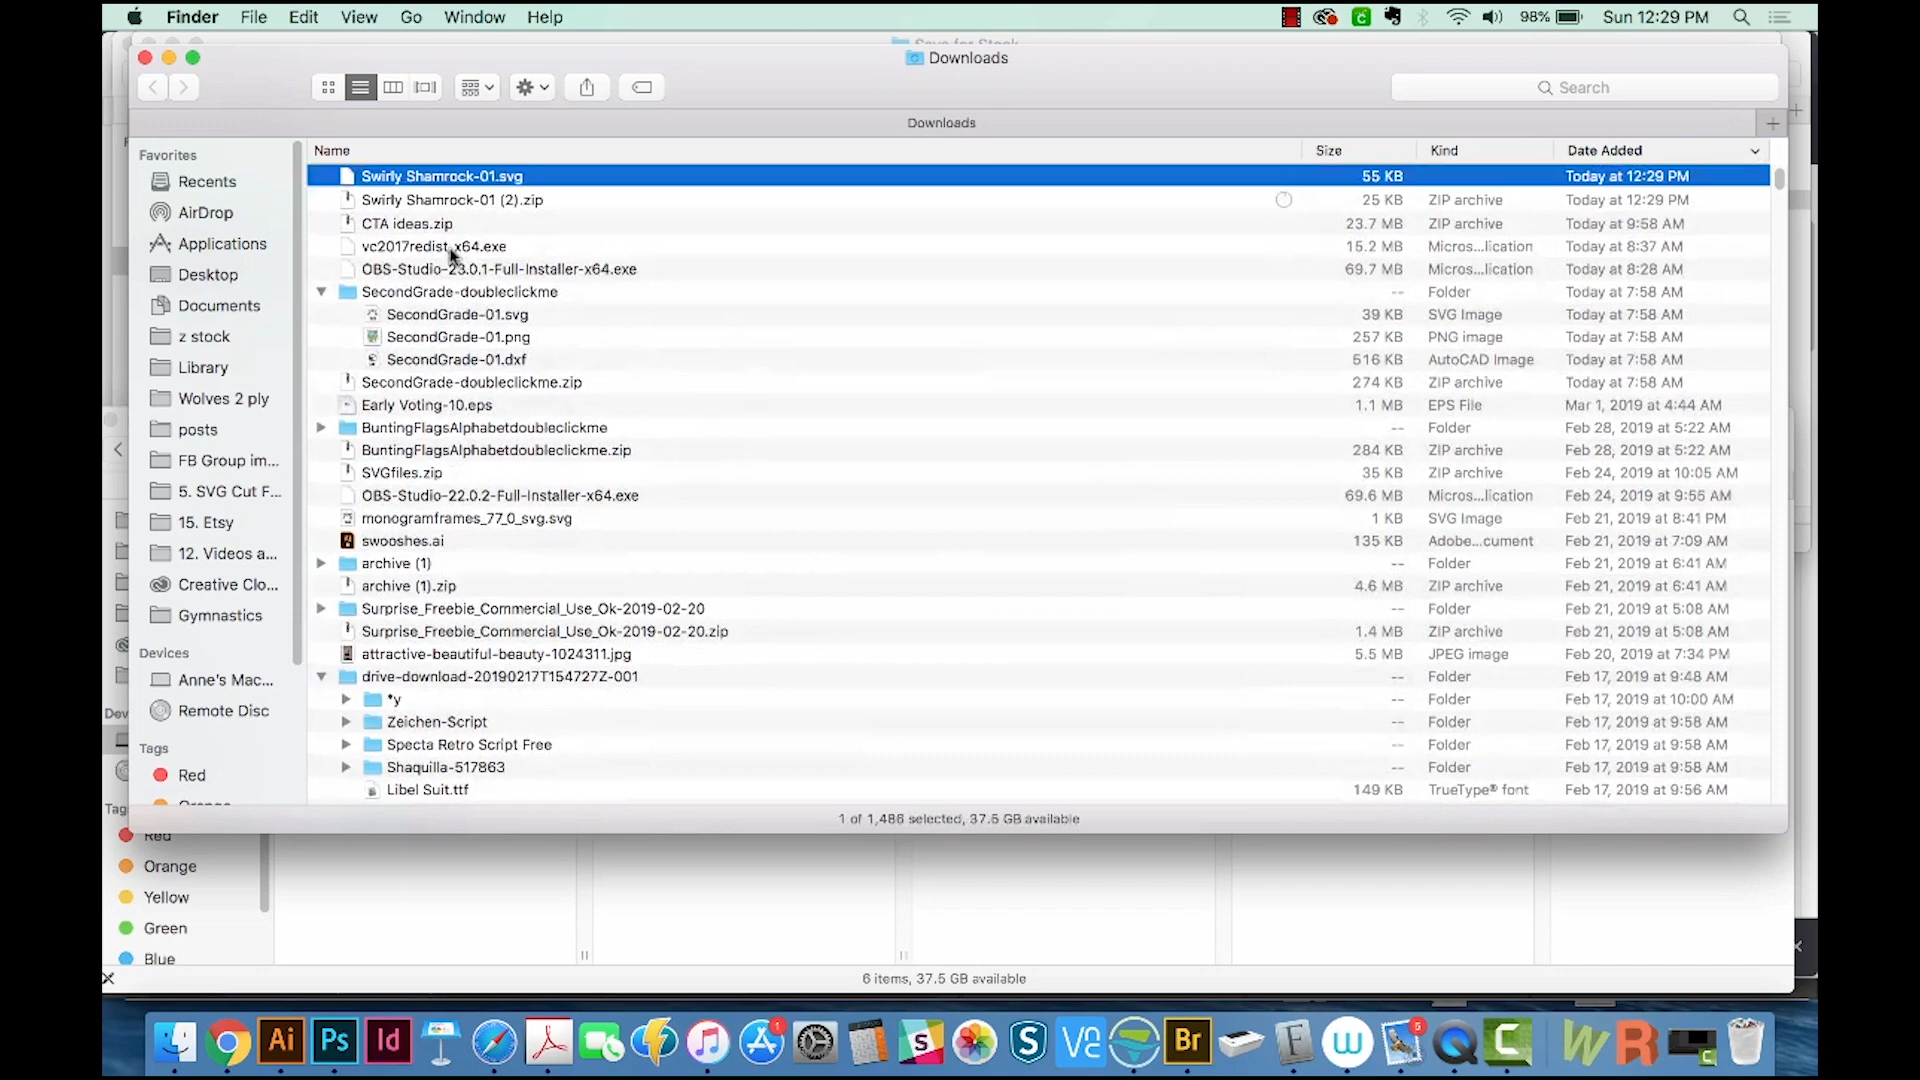 Finder File Edit View Go Window Help 98% Sun 12:29 PM
Downloads
Search
Downloads
Name Size Kind Date Added
Swirly Shamrock-01.svg 55 KB Today at 12:29 PM
Swirly Shamrock-01 (2).zip 25 KB ZIP archive Today at 12:29 PM
CTA ideas.zip 23.7 MB ZIP archive Today at 9:58 AM
vc2017redist_x64.exe 15.2 MB Micros...lication Today at 8:37 AM
OBS-Studio-23.0.1-Full-Installer-x64.exe 69.7 MB Micros...lication Today at 8:28 AM
SecondGrade-doubleclickme -- Folder Today at 7:58 AM
SecondGrade-01.svg 39 KB SVG Image Today at 7:58 AM
SecondGrade-01.png 257 KB PNG image Today at 7:58 AM
SecondGrade-01.dxf 516 KB AutoCAD Image Today at 7:58 AM
SecondGrade-doubleclickme.zip 274 KB ZIP archive Today at 7:58 AM
Early Voting-10.eps 1.1 MB EPS File Mar 1, 2019 at 4:44 AM
BuntingFlagsAlphabetdoubleclickme -- Folder Feb 28, 2019 at 5:22 AM
BuntingFlagsAlphabetdoubleclickme.zip 284 KB ZIP archive Feb 28, 2019 at 5:22 AM
SVGfiles.zip 35 KB ZIP archive Feb 24, 2019 at 10:05 AM
OBS-Studio-22.0.2-Full-Installer-x64.exe 69.6 MB Micros...lication Feb 24, 2019 at 9:55 AM
monogramframes_77_0_svg.svg 1 KB SVG Image Feb 21, 2019 at 8:41 PM
swooshes.ai 135 KB Adobe...cument Feb 21, 2019 at 7:09 AM
archive (1) -- Folder Feb 21, 2019 at 6:41 AM
archive (1).zip 4.6 MB ZIP archive Feb 21, 2019 at 6:41 AM
Surprise_Freebie_Commercial_Use_Ok-2019-02-20 -- Folder Feb 21, 2019 at 5:08 AM
Surprise_Freebie_Commercial_Use_Ok-2019-02-20.zip 1.4 MB ZIP archive Feb 21, 2019 at 5:08 AM
attractive-beautiful-beauty-1024311.jpg 5.5 MB JPEG image Feb 20, 2019 at 7:34 PM
drive-download-20190217T154727Z-001 -- Folder Feb 17, 2019 at 9:48 AM
*y -- Folder Feb 17, 2019 at 10:00 AM
Zeichen-Script -- Folder Feb 17, 2019 at 9:58 AM
Specta Retro Script Free -- Folder Feb 17, 2019 at 9:58 AM
Shaquilla-517863 -- Folder Feb 17, 2019 at 9:58 AM
Libel Suit.ttf 149 KB TrueType® font Feb 17, 2019 at 9:56 AM
1 of 1,486 selected, 37.5 GB available
Favorites
Recents
AirDrop
Applications
Desktop
Documents
z stock
Library
Wolves 2 ply
posts
FB Group im...
5. SVG Cut F...
15. Etsy
12. Videos a...
Creative Clo...
Gymnastics
Devices
Anne's Mac...
Remote Disc
Tags
Red
Orange
Dev
Tags
Red
Orange
Yellow
Green
Blue
6 items, 37.5 GB available
Ai Ps Id 1 S S Br W 5 C W R C